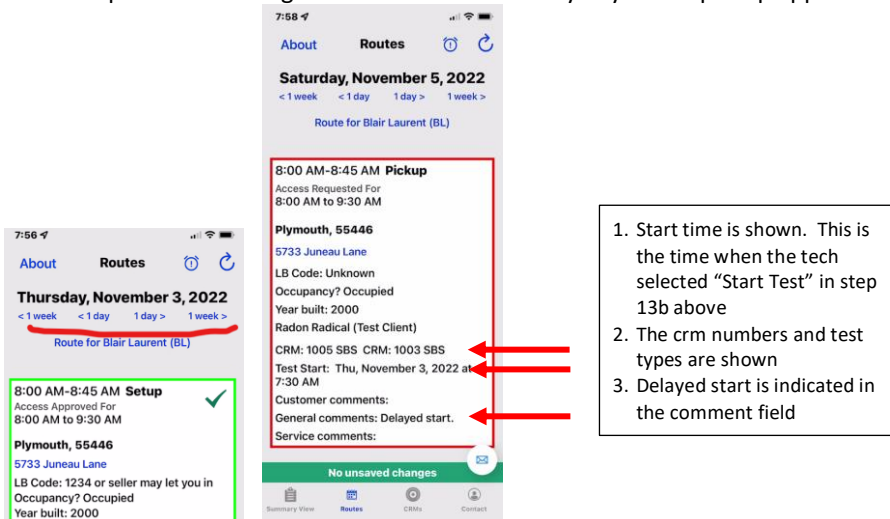 7:56
About Routes
Thursday, November 3, 2022
< 1 week < 1 day 1 day > 1 week >
Route for Blair Laurent (BL)
8:00 AM-8:45 AM Setup
Access Approved For
8:00 AM to 9:30 AM
Plymouth, 55446
5733 Juneau Lane
LB Code: 1234 or seller may let you in
Occupancy? Occupied
Year built: 2000
7:58
About Routes
Saturday, November 5, 2022
< 1 week < 1 day 1 day > 1 week >
Route for Blair Laurent (BL)
8:00 AM-8:45 AM Pickup
Access Requested For
8:00 AM to 9:30 AM
Plymouth, 55446
5733 Juneau Lane
LB Code: Unknown
Occupancy? Occupied
Year built: 2000
Radon Radical (Test Client)
CRM: 1005 SBS CRM: 1003 SBS
Test Start: Thu, November 3, 2022 at
7:30 AM
Customer comments:
General comments: Delayed start.
Service comments:
No unsaved changes
Summary View Routes CRMs Contact
1. Start time is shown. This is
the time when the tech
selected “Start Test” in step
13b above
2. The crm numbers and test
types are shown
3. Delayed start is indicated in
the comment field